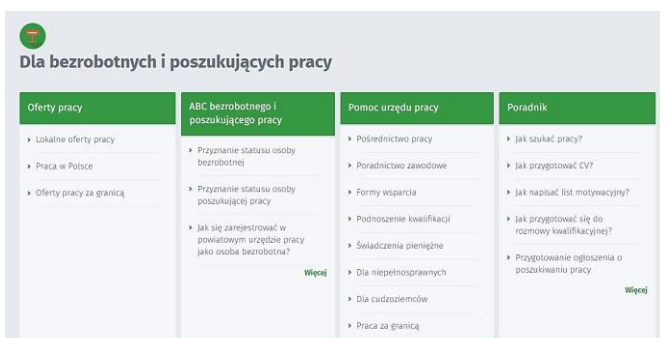 Dla bezrobotnych i poszukujących pracy
Oferty pracy
Lokalne oferty pracy
Praca w Polsce
Oferty pracy za granicą
ABC bezrobotnego i
poszukującego pracy
Przyznanie statusu osoby
bezrobotnej
Przyznanie statusu osoby
poszukującej pracy
Jak się zarejestrować w
powiatowym urzędzie pracy
jako osoba bezrobotna?
Więcej
Pomoc urzędu pracy
Pośrednictwo pracy
Poradnictwo zawodowe
Formy wsparcia
Podnoszenie kwalifikacji
Świadczenia pieniężne
Dla niepełnosprawnych
Dla cudzoziemców
Praca za granicą
Poradnik
Jak szukać pracy?
Jak przygotować CV?
Jak napisać list motywacyjny?
Jak przygotować się do
rozmowy kwalifikacyjnej?
Przygotowanie ogłoszenia o
poszukiwaniu pracy
Więcej